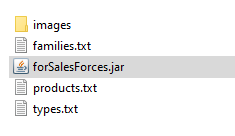 images
families.txt
forSalesForces.jar
products.txt
types.txt